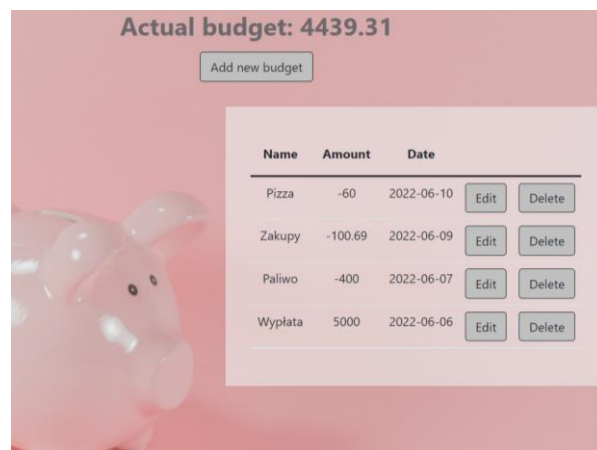 Actual budget: 4439.31
Add new budget
Name Amount Date
Pizza -60 2022-06-10 Edit Delete
Zakupy -100.69 2022-06-09 Edit Delete
Paliwo -400 2022-06-07 Edit Delete
Wypłata 5000 2022-06-06 Edit Delete